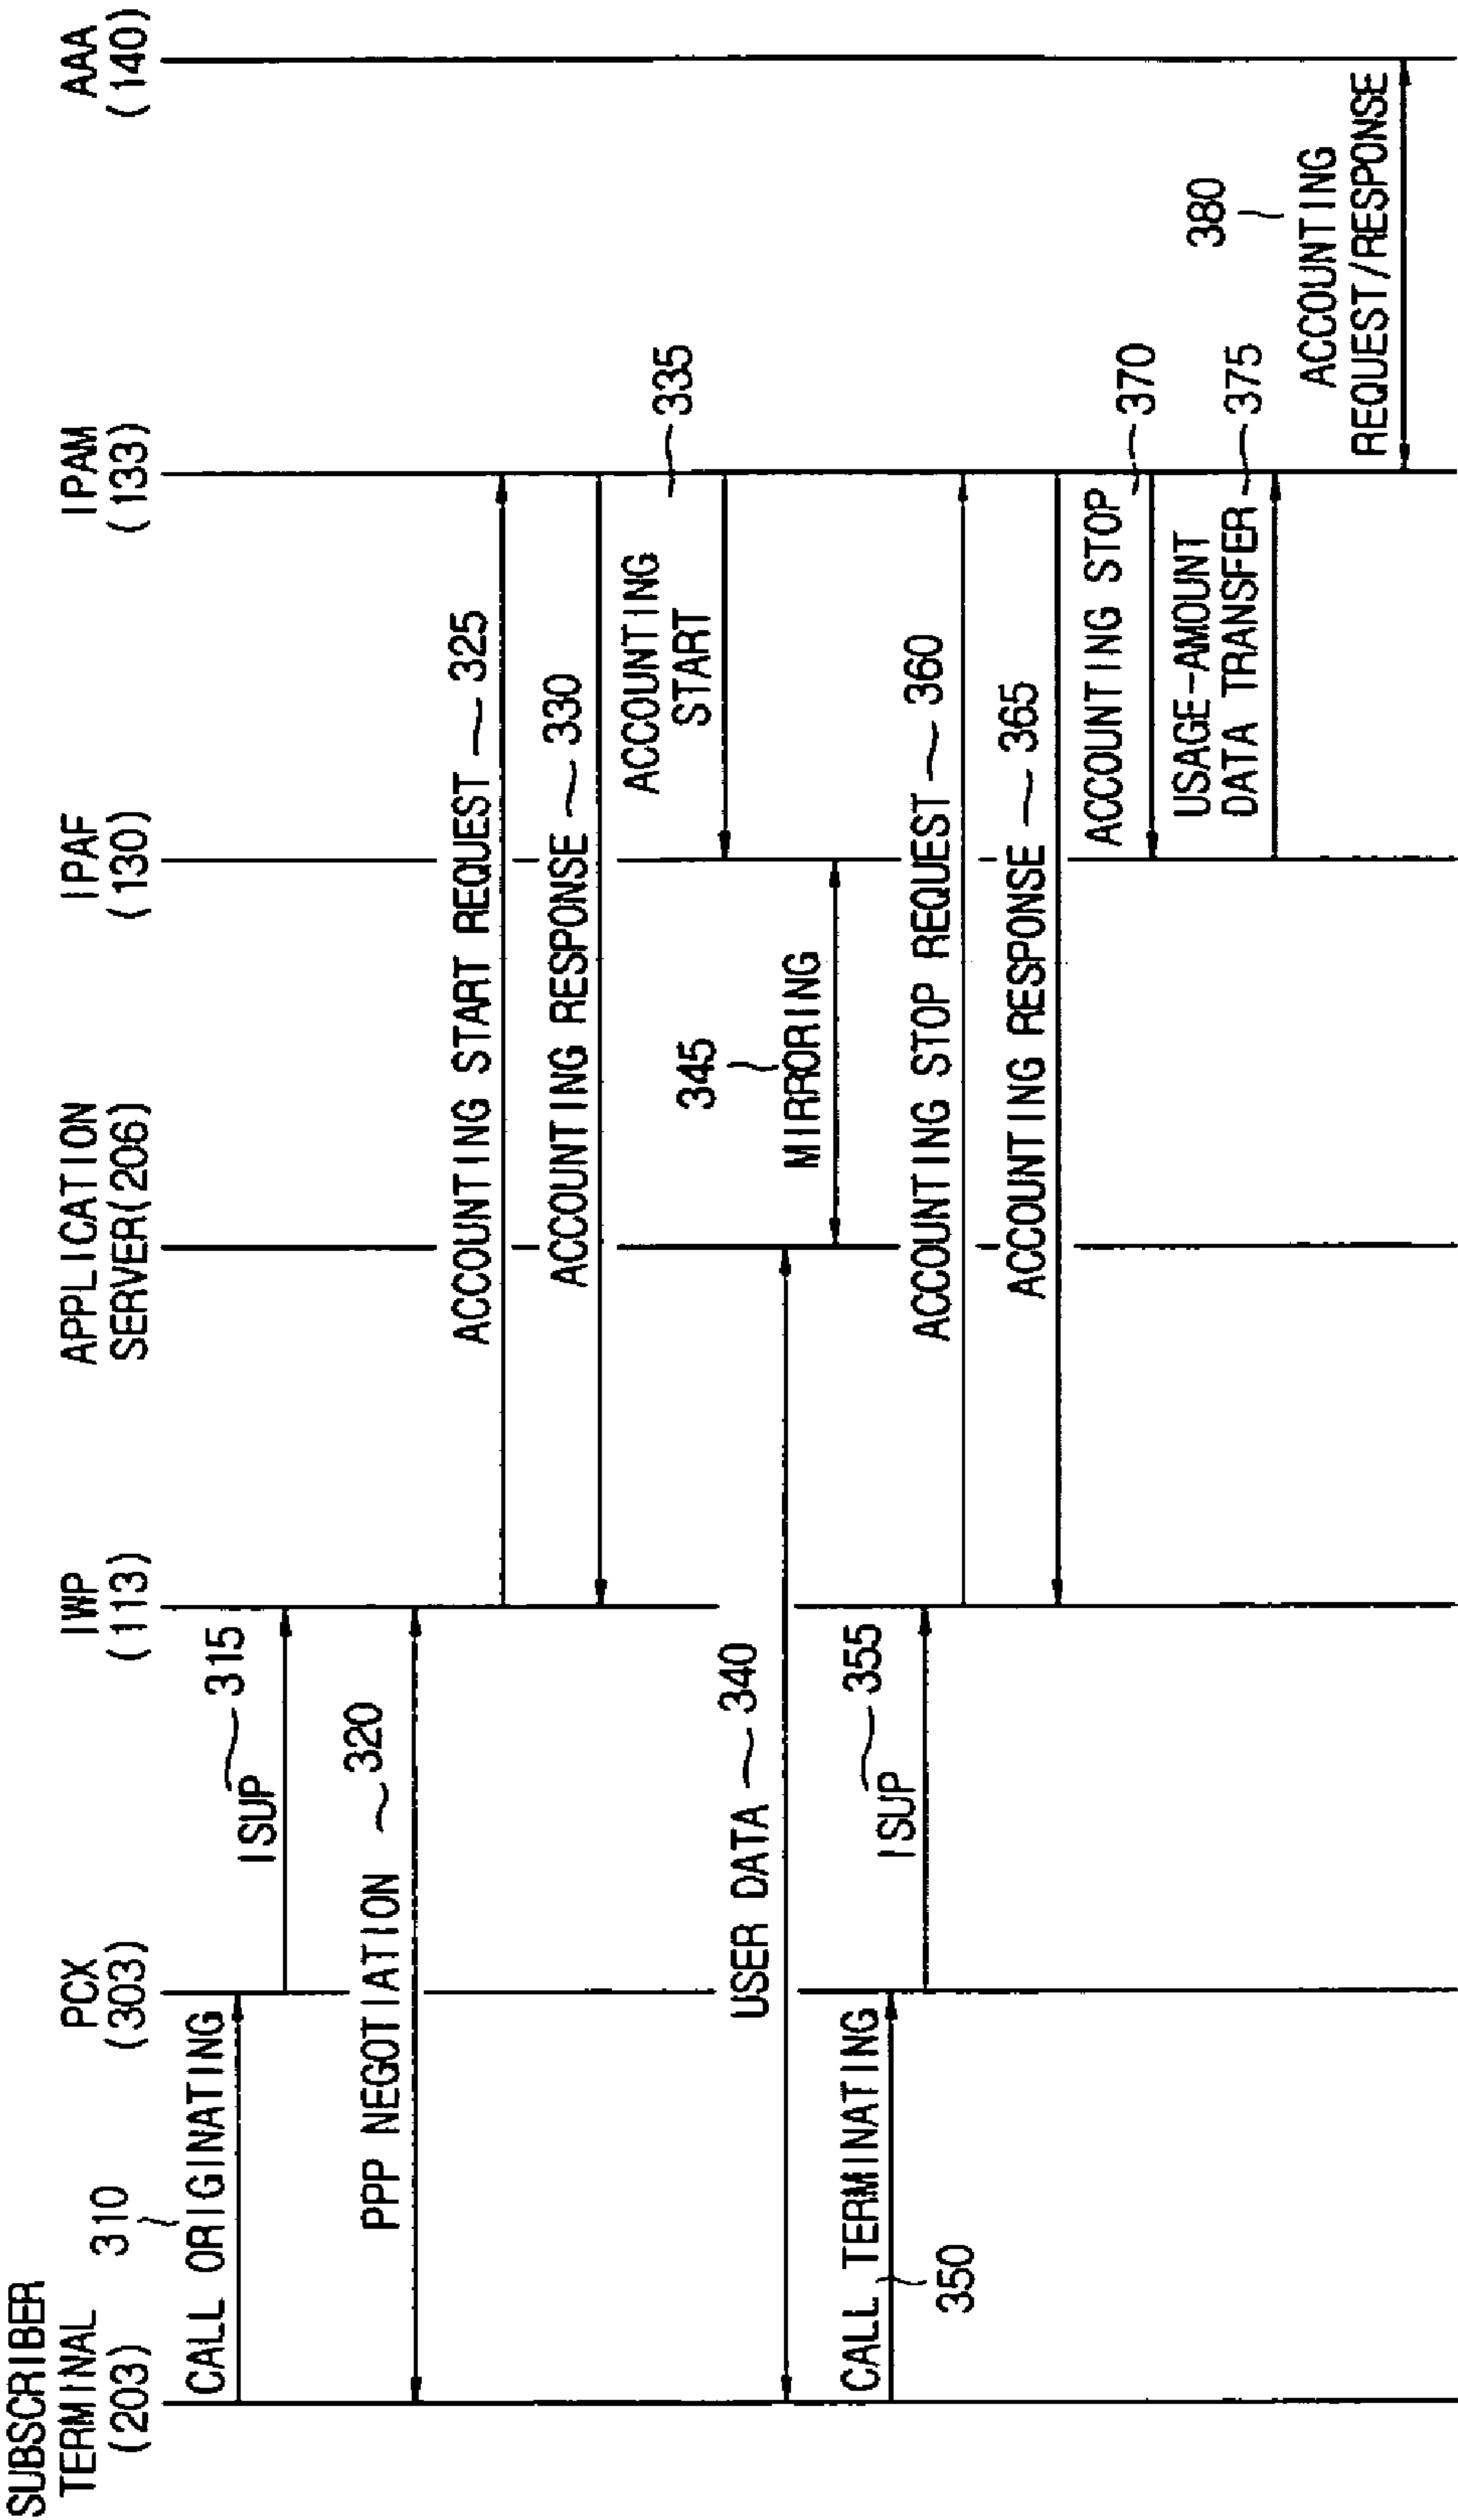 SUBSCRIBER
TERMINAL
(203)
PCX
(303)
IWP
(113)
APPLICATION
SERVER(206)
IPAF
(130)
IPAM
(133)
AAA
(140)
310
CALL ORIGINATING
ISUP
315
PPP NEGOTIATION
320
ACCOUNTING START REQUEST
325
ACCOUNTING RESPONSE
330
ACCOUNTING
START
335
USER DATA
340
345
MIRRORING
CALL TERMINATING
350
ISUP
355
ACCOUNTING STOP REQUEST
360
ACCOUNTING RESPONSE
365
ACCOUNTING STOP
370
USAGE-AMOUNT
DATA TRANSFER
375
380
ACCOUNTING
REQUEST/RESPONSE